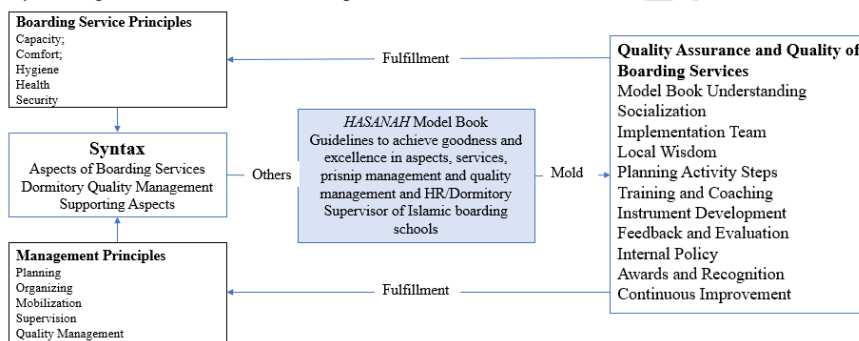 Boarding Service Principles
Capacity;
Comfort;
Hygiene
Health
Security
Fulfillment
Quality Assurance and Quality of
Boarding Services
Model Book Understanding
Socialization
Implementation Team
Local Wisdom
Planning Activity Steps
Training and Coaching
Instrument Development
Feedback and Evaluation
Internal Policy
Awards and Recognition
Continuous Improvement
Syntax
Aspects of Boarding Services
Dormitory Quality Management
Supporting Aspects
Others
HASANAH Model Book
Guidelines to achieve goodness and
excellence in aspects, services,
prisnip management and quality
management and HR/Dormitory
Supervisor of Islamic boarding
schools
Mold
Management Principles
Planning
Organizing
Mobilization
Supervision
Quality Management
Fulfillment